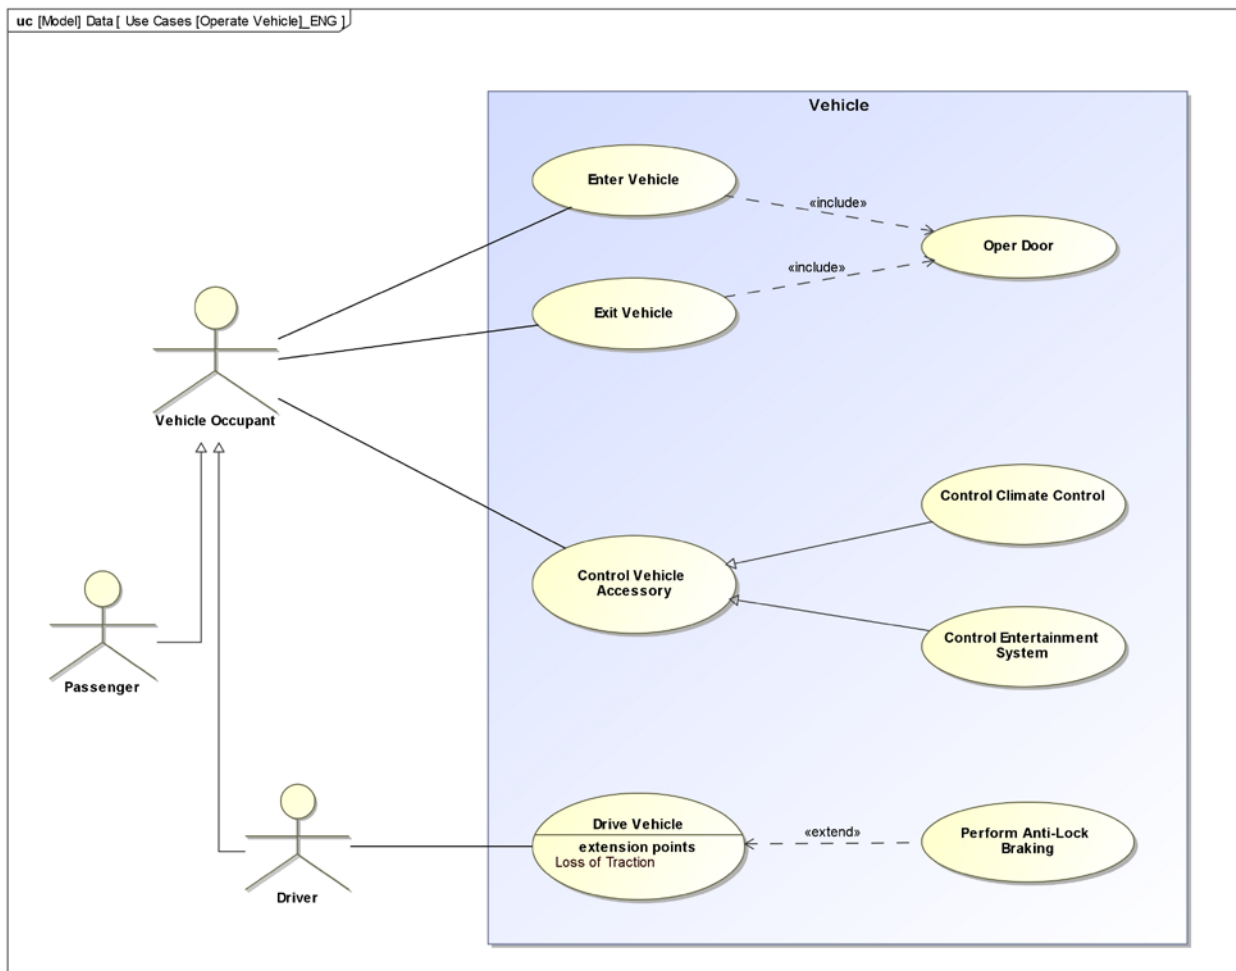 uc [Model] Data [ Use Cases [Operate Vehicle]_ENG ]
Vehicle
Enter Vehicle
«include»
Oper Door
«include»
Exit Vehicle
Vehicle Occupant
Control Climate Control
Control Vehicle
Accessory
Control Entertainment
System
Passenger
Drive Vehicle
extension points
Loss of Traction
«extend»
Perform Anti-Lock
Braking
Driver